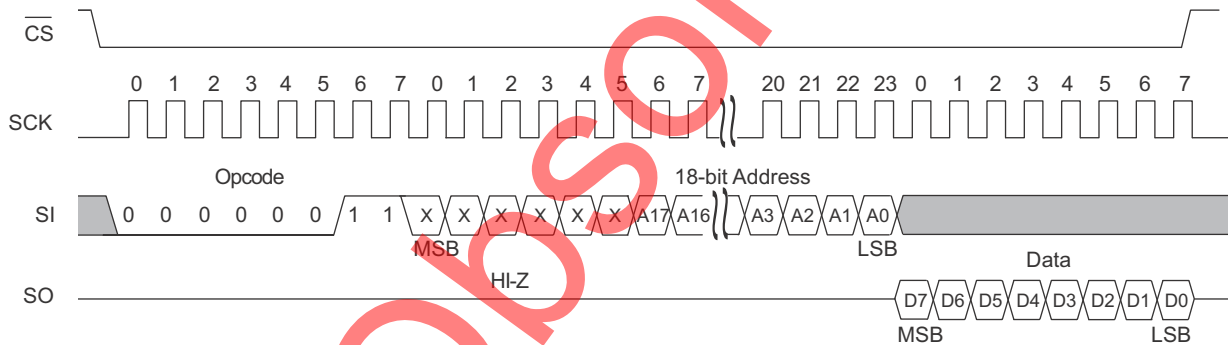 CS
0 1 2 3 4 5 6 7 0 1 2 3 4 5 6 7 20 21 22 23 0 1 2 3 4 5 6 7
SCK
Opcode 18-bit Address
SI 0 0 0 0 0 0 1 1 X X X X X X A17 A16 A3 A2 A1 A0
MSB LSB
HI-Z Data
SO D7 D6 D5 D4 D3 D2 D1 D0
MSB LSB
Obsol